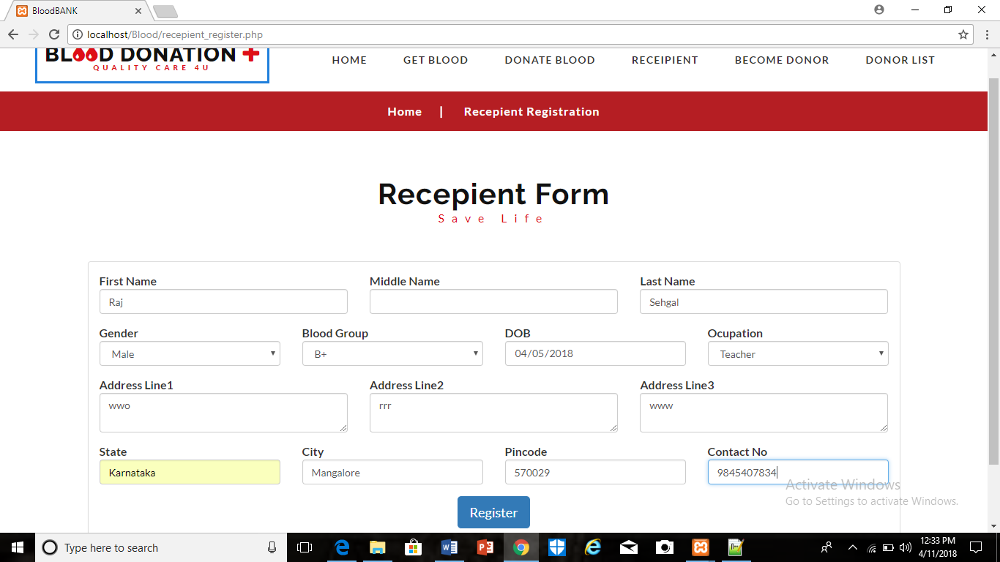 BloodBANK
localhost/Blood/recepient_register.php
BLOOD DONATION
QUALITY CARE 4U
HOME GET BLOOD DONATE BLOOD RECEIPIENT BECOME DONOR DONOR LIST
Home | Recepient Registration
Recepient Form
Save Life
First Name Middle Name Last Name
Raj Sehgal
Gender Blood Group DOB Ocupation
Male B+ 04/05/2018 Teacher
Address Line1 Address Line2 Address Line3
wwo rrr www
State City Pincode Contact No
Karnataka Mangalore 570029 9845407834
Activate Windows
Go to Settings to activate Windows.
Register
Type here to search
12:33 PM
4/11/2018